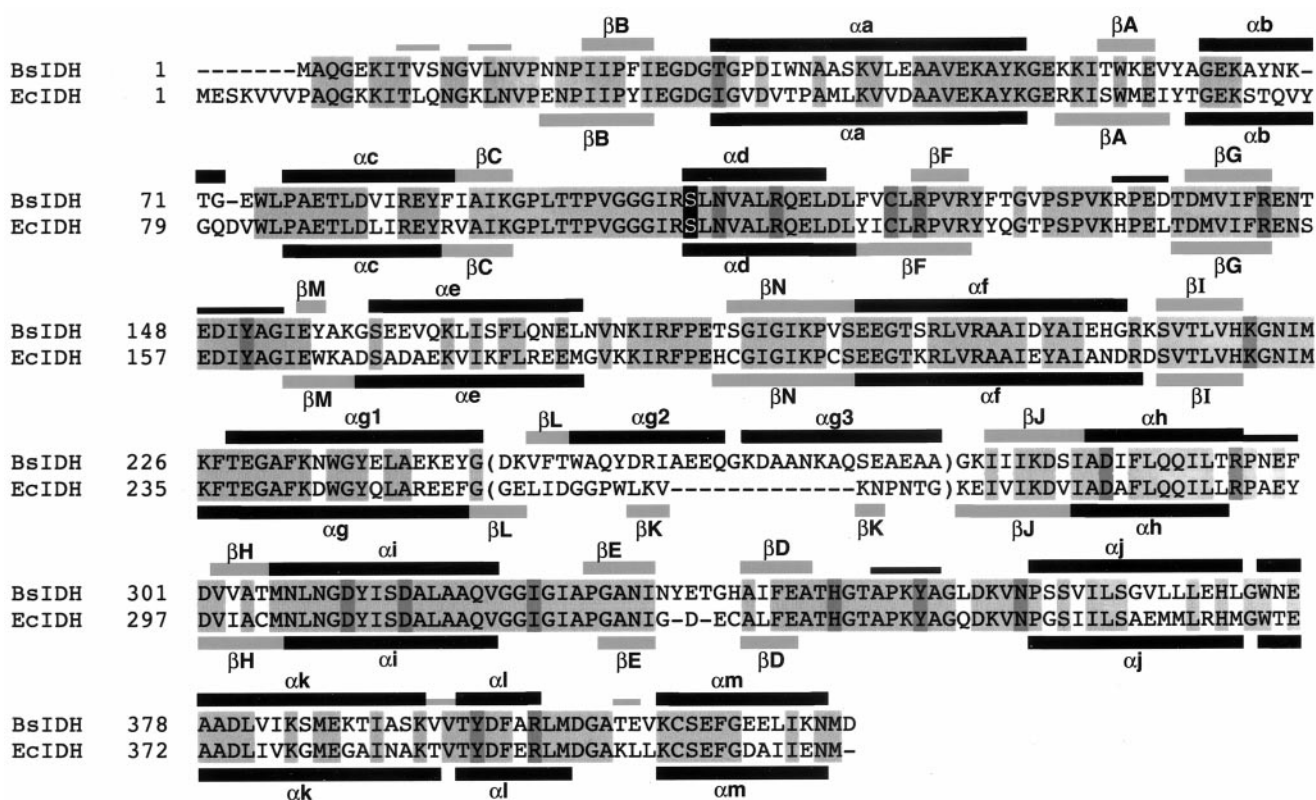 βB αa βA αb
BsIDH 1 -------MAQGEKITVSNGVLNVPNNPIIPFIEGDGTGPDIWNAASKVLEAAVEKAYKGEKKITWKEVYAGEKAYNK-
EcIDH 1 MESKVVVPAQGKKITLQNGKLNVPENPIIPYIEGDGIGVDVTPAMLKVVDAAVEKAYKGERKISWMEIYTGEKSTQVY
βB αa βA αb
αc βC αd βF βG
BsIDH 71 TG-EWLPAETLDVIREYFIAIKGPLTTPVGGGIRSLNVALRQELDLFVCLRPVRYFTGVPSPVKRPEDTDMVIFRENT
EcIDH 79 GQDVWLPAETLDLIREYRVAIKGPLTTPVGGGIRSLNVALRQELDLYICLRPVRYYQGTPSPVKHPELTDMVIFRENS
αc βC αd βF βG
βM αe βN αf βI
BsIDH 148 EDIYAGIEYAKGSEEVQKLISFLQNELNVNKIRFPETSGIGIKPVSEEGTSRLVRAAIDYAIEHGRKSVTLVHKGNIM
EcIDH 157 EDIYAGIEWKADSADAEKVIKFLREEMGVKKIRFPEHCGIGIKPCSEEGTKRLVRAAIEYAIANDRDSVTLVHKGNIM
βM αe βN αf βI
αg1 βL αg2 αg3 βJ αh
BsIDH 226 KFTEGAFKNWGYELAEKEYG(DKVFTWAQYDRIAEEQGKDAANKAQSEAEAA)GKIIIKDSIADIFLQQILTRPNEF
EcIDH 235 KFTEGAFKDWGYQLAREEFG(GELIDGGPWLKV-------------KNPNTG)KEIVIKDVIADAFLQQILLRPAEY
αg βL βK βK βJ αh
βH αi βE βD αj
BsIDH 301 DVVATMNLNGDYISDALAAQVGGIGIAPGANINYETGHAIFEATHGTAPKYAGLDKVNPSSVILSGVLLLEHLGWNE
EcIDH 297 DVIACMNLNGDYISDALAAQVGGIGIAPGANIG-D-ECALFEATHGTAPKYAGQDKVNPGSIILSAEMMLRHMGWTE
βH αi βE βD αj
αk αl αm
BsIDH 378 AADLVIKSMEKTIASKVVTYDFARLMDGATEVKCSEFGEELIKNMD
EcIDH 372 AADLIVKGMEGAINAKTVTYDFERLMDGAKLLKCSEFGDAIIENM-
αk αl αm